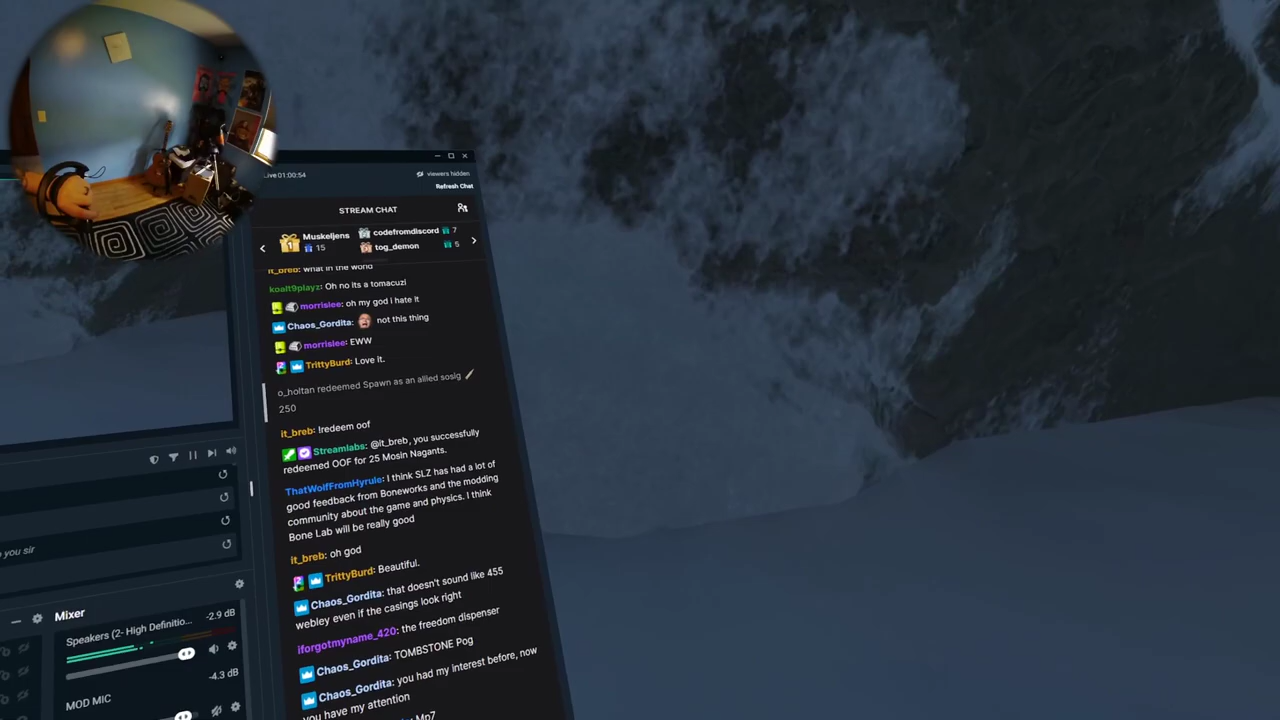 Live 01:00:54
viewers hidden
Refresh Chat
STREAM CHAT
1
Muskeljens
15
codefromdiscord 7
tog_demon 5
it_breb: what in the world
koalt9playz: Oh no its a tomacuzi
morrislee: oh my god i hate it
Chaos_Gordita: not this thing
morrislee: EWW
TrittyBurd: Love it.
o_holtan redeemed Spawn as an allied sosig
250
it_breb: !redeem oof
Streamlabs: @it_breb, you successfully
redeemed OOF for 25 Mosin Nagants.
ThatWolfFromHyrule: I think SLZ has had a lot of
good feedback from Boneworks and the modding
community about the game and physics. I think
Bone Lab will be really good
it_breb: oh god
TrittyBurd: Beautiful.
Chaos_Gordita: that doesn't sound like 455
webley even if the casings look right
iforgotmyname_420: the freedom dispenser
Chaos_Gordita: TOMBSTONE Pog
Chaos_Gordita: you had my interest before, now
you have my attention
Mp7
you sir
Mixer
Speakers (2- High Definitio...
-2.9 dB
MOD MIC
-4.3 dB